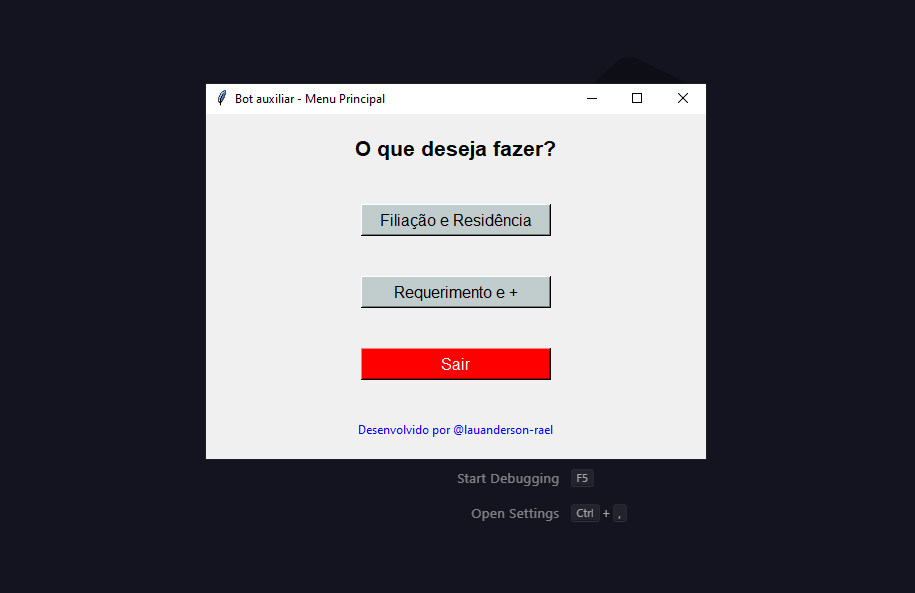 Bot auxiliar - Menu Principal
O que deseja fazer?
Filiação e Residência
Requerimento e +
Sair
Desenvolvido por @lauanderson-rael
Start Debugging F5
Open Settings Ctrl + ,